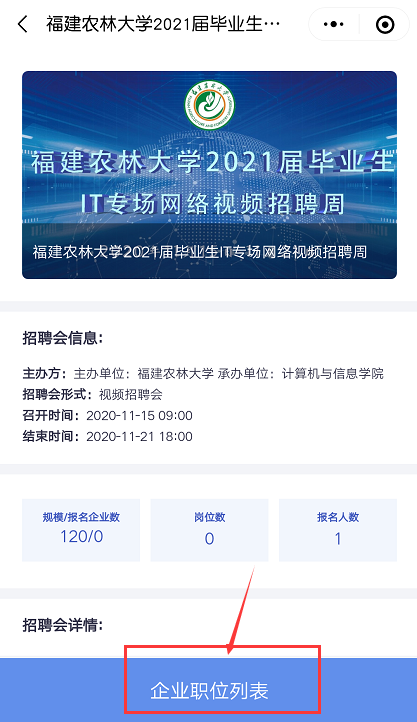 福建农林大学2021届毕业生…
福建农林大学2021届毕业生
IT专场网络视频招聘周
福建农林大学2021届毕业生IT专场网络视频招聘周
招聘会信息：
主办方：主办单位：福建农林大学 承办单位：计算机与信息学院
招聘会形式：视频招聘会
召开时间：2020-11-15 09:00
结束时间：2020-11-21 18:00
规模/报名企业数
120/0
岗位数
0
报名人数
1
招聘会详情：
企业职位列表